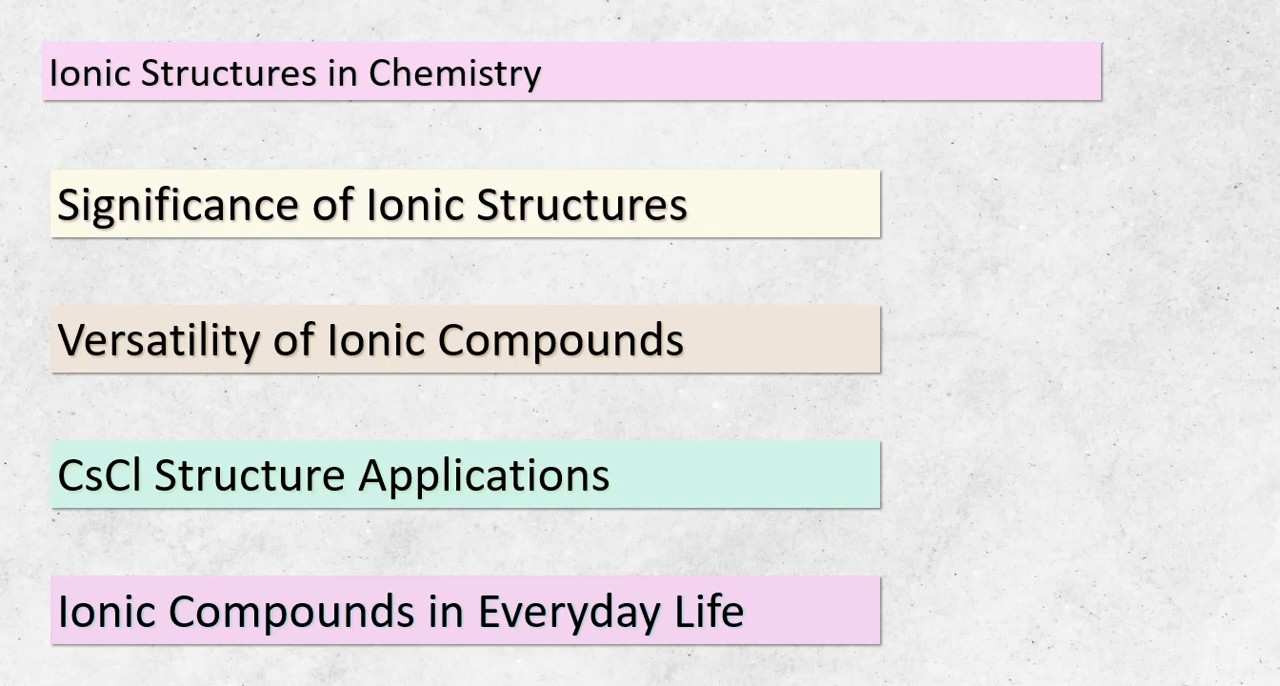 Ionic Structures in Chemistry
Significance of Ionic Structures
Versatility of Ionic Compounds
CsCl Structure Applications
Ionic Compounds in Everyday Life